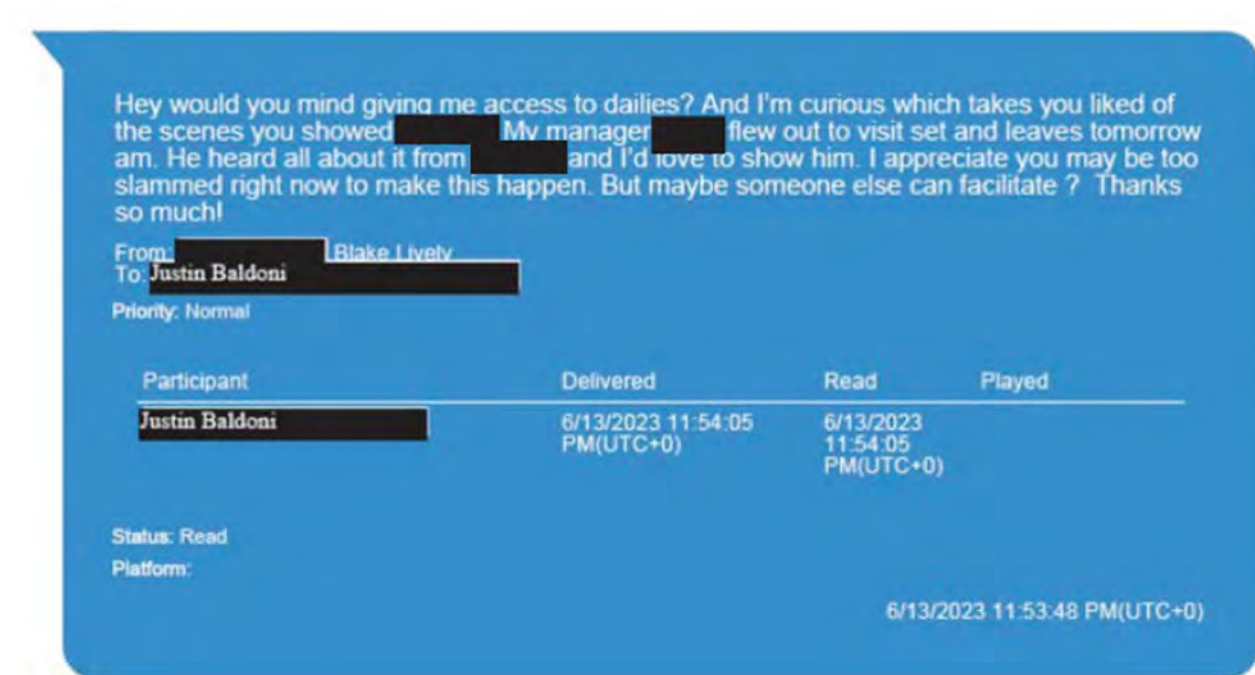 Hey would you mind giving me access to dailies? And I'm curious which takes you liked of
the scenes you showed My manager flew out to visit set and leaves tomorrow
am. He heard all about it from and I'd love to show him. I appreciate you may be too
slammed right now to make this happen. But maybe someone else can facilitate ? Thanks
so much!
From: Blake Lively
To: Justin Baldoni
Priority: Normal
Participant Delivered Read Played
Justin Baldoni 6/13/2023 11:54:05 6/13/2023
PM(UTC+0) 11:54:05
PM(UTC+0)
Status: Read
Platform:
6/13/2023 11:53:48 PM(UTC+0)